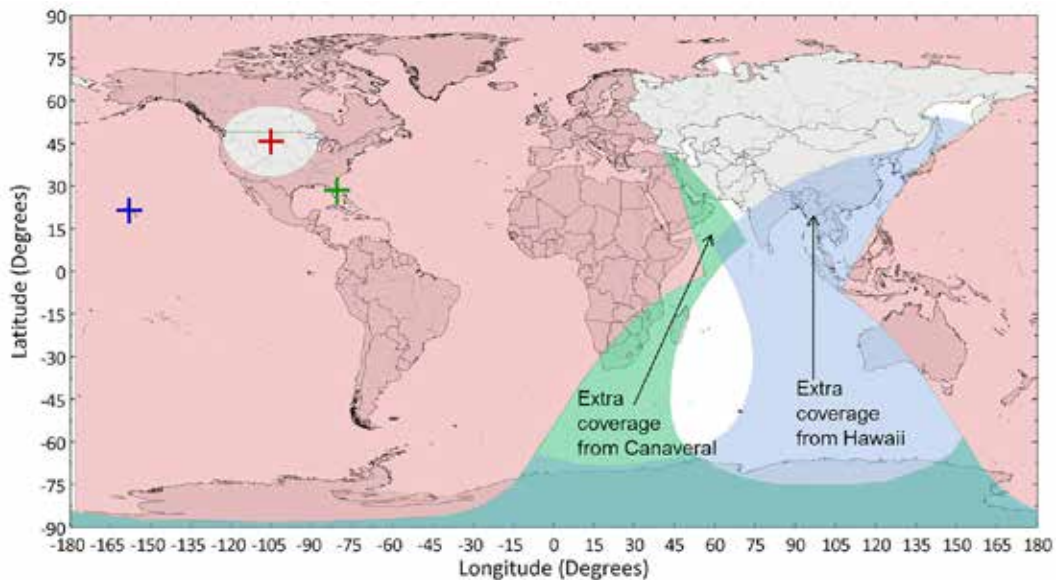 90
75
60
45
30
15
0
-15
-30
-45
-60
-75
-90
Latitude (Degrees)
Extra
coverage
from Canaveral
Extra
coverage
from Hawaii
-180 -165 -150 -135 -120 -105 -90 -75 -60 -45 -30 -15 0 15 30 45 60 75 90 105 120 135 150 165 180
Longitude (Degrees)